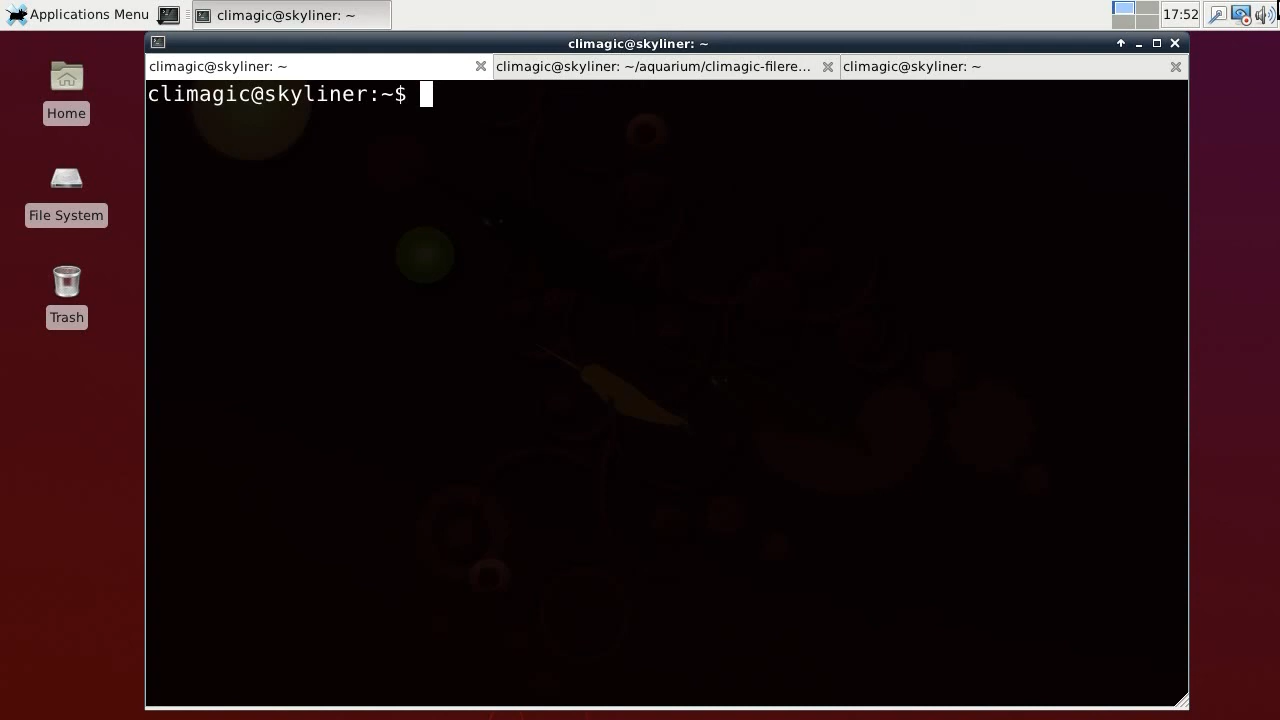 Applications Menu
climagic@skyliner: ~
17:52
climagic@skyliner: ~
climagic@skyliner: ~
climagic@skyliner: ~/aquarium/climagic-filere...
climagic@skyliner: ~
climagic@skyliner:~$
Home
File System
Trash